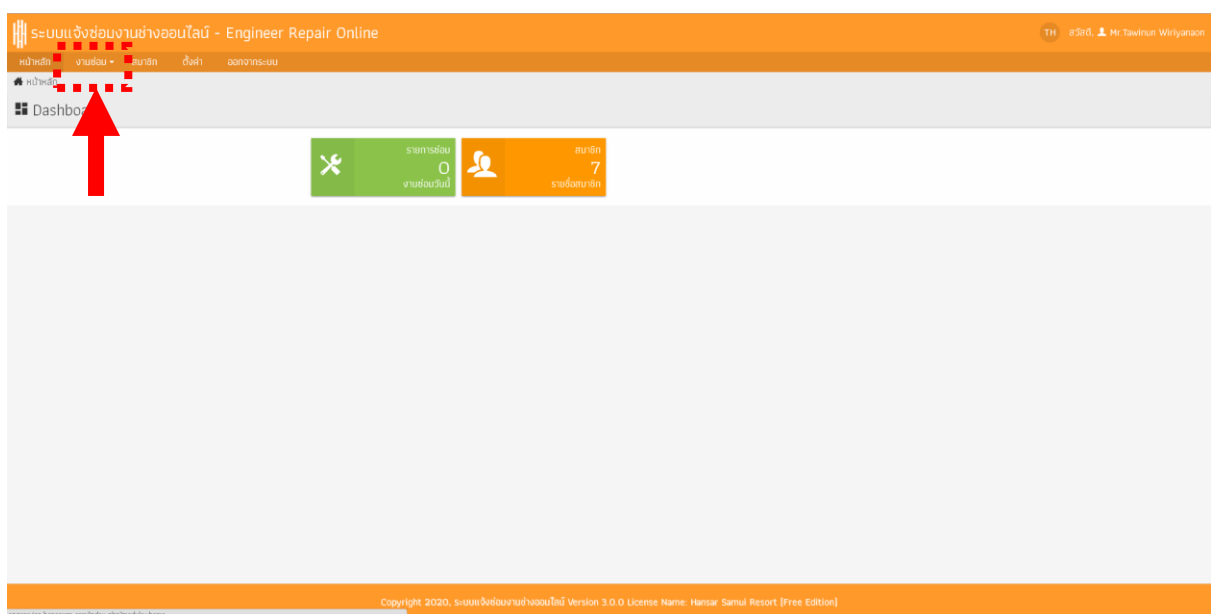 ระบบแจ้งซ่อมงานช่างออนไลน์ - Engineer Repair Online
TH สวัสดี, Mr.Tawinun Wiriyanaon
หน้าหลัก งานซ่อม สมาชิก ตั้งค่า ออกจากระบบ
หน้าหลัก
รายการซ่อม
0
งานซ่อมวันนี้
สมาชิก
7
รายชื่อสมาชิก
Copyright 2020, ระบบแจ้งซ่อมงานช่างออนไลน์ Version 3.0.0 License Name: Hansar Samui Resort [Free Edition]